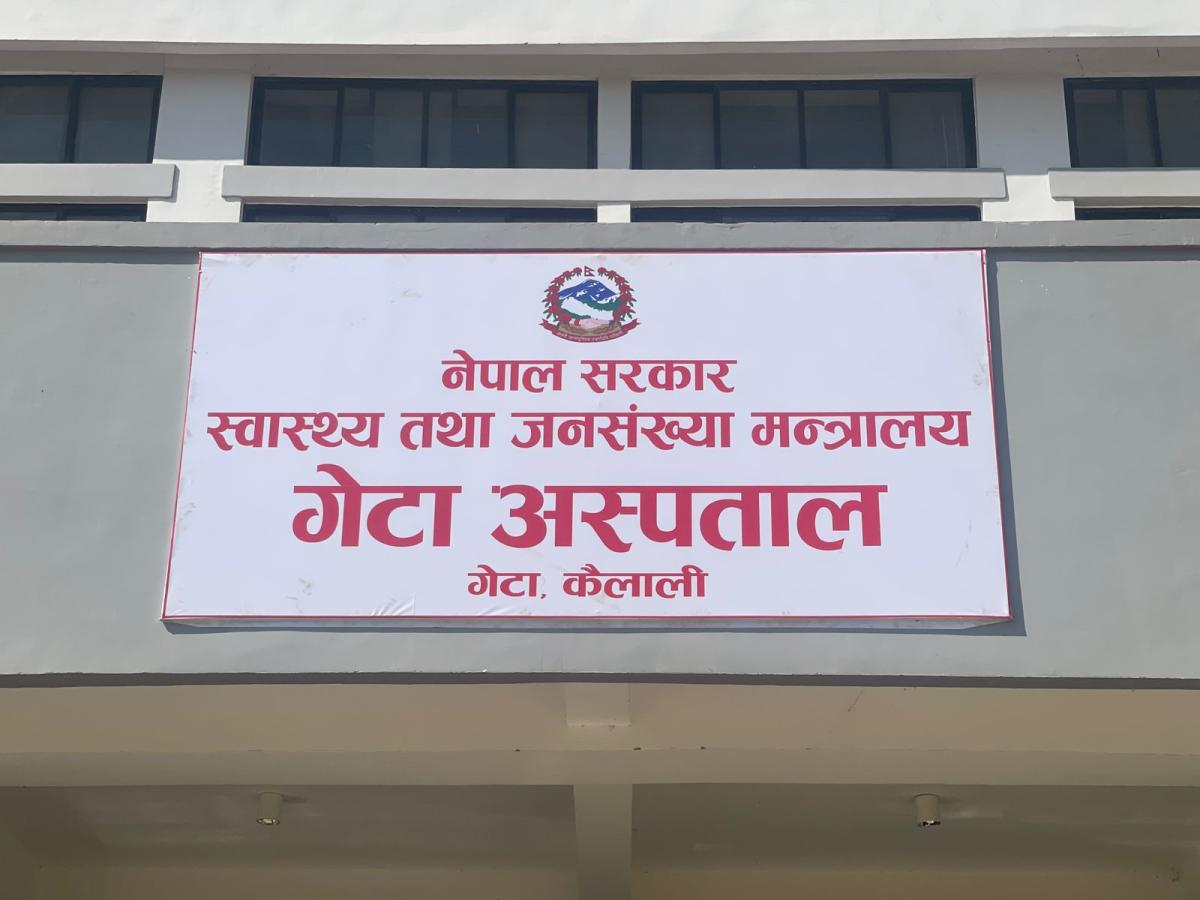 नेपाल सरकार
स्वास्थ्य तथा जनसंख्या मन्त्रालय
गेटा अस्पताल
गेटा, कैलाली